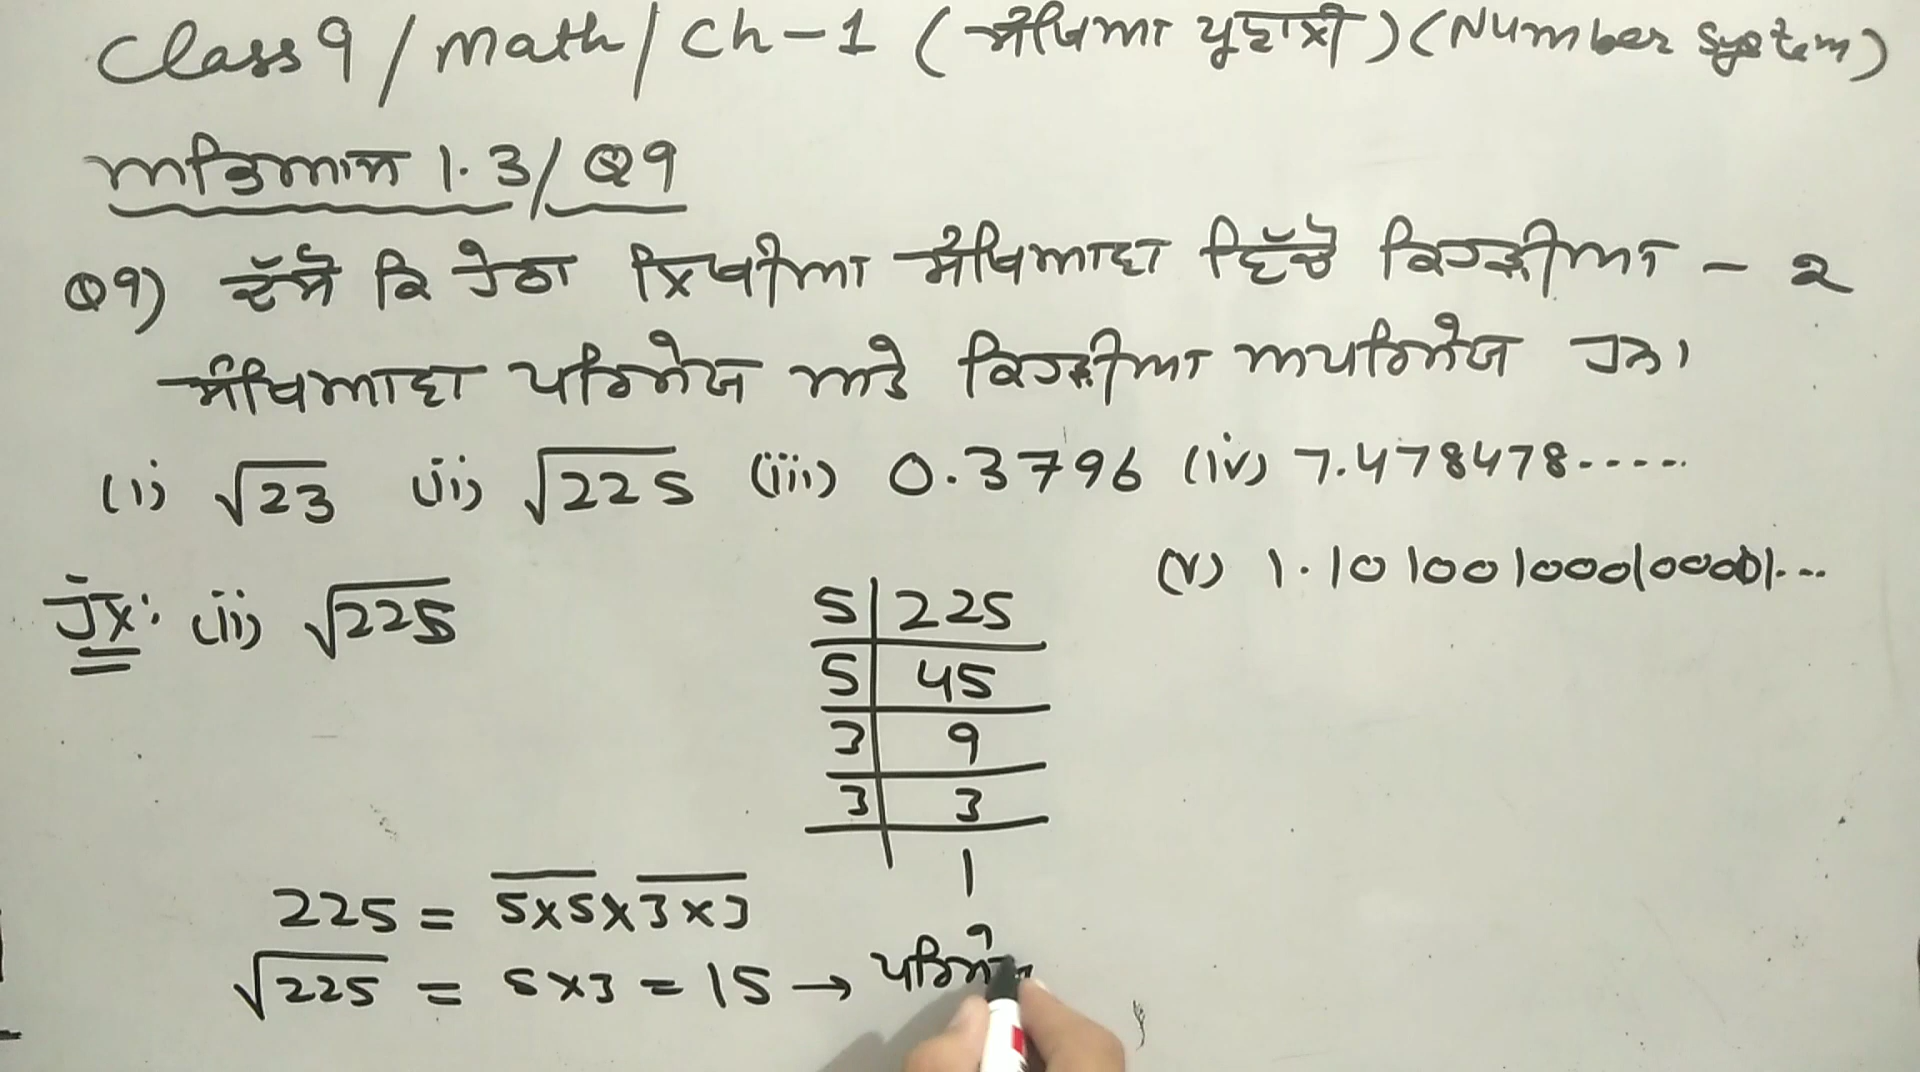 Class 9 / Math / Ch-1 (ਸੰਖਿਆ ਪ੍ਰਣਾਲੀ) (Number System)
ਅਭਿਆਸ 1.3/ Q9
Q9) ਦੱਸੋ ਕਿ ਹੇਠਾਂ ਲਿਖੀਆਂ ਸੰਖਿਆਵਾਂ ਵਿੱਚੋਂ ਕਿਹੜੀਆਂ - ੨
ਸੰਖਿਆਵਾਂ ਪਰਿਮੇਯ ਅਤੇ ਕਿਹੜੀਆਂ ਅਪਰਿਮੇਯ ਹਨ।
(i) √23 (ii) √225 (iii) 0.3796 (iv) 7.478478.....
(v) 1.101001000100001...
ਹੱਲ: (ii) √225
5 | 225
5 | 45
3 | 9
3 | 3
1
225 = 5×5×3×3
√225 = 5×3 = 15 →